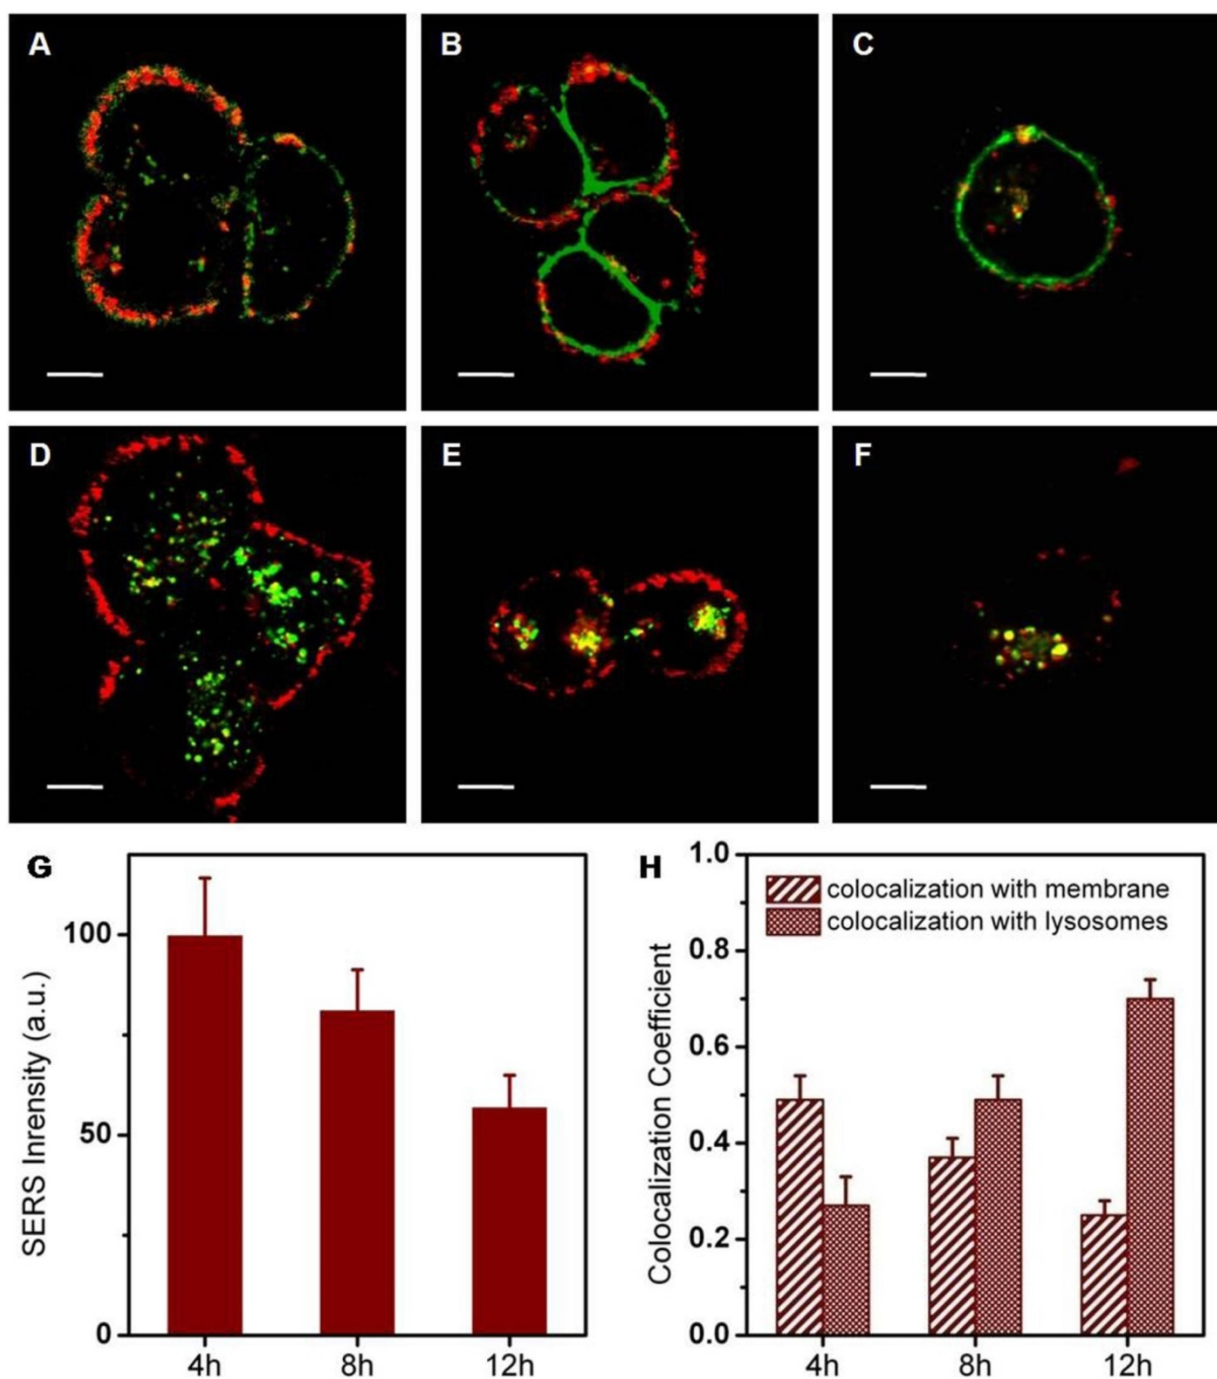 A
B
C
D
E
F
G
SERS Inrensity (a.u.)
100
50
0
4h
8h
12h
H
colocalization with membrane
colocalization with lysosomes
Colocalization Coefficient
1.0
0.8
0.6
0.4
0.2
0.0
4h
8h
12h